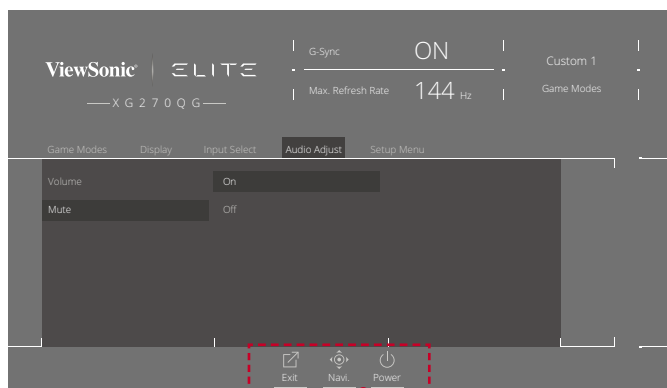 G-Sync ON
ViewSonic ELITE
Custom 1
Max. Refresh Rate 144 Hz
Game Modes
XG270QG
Game Modes Display Input Select Audio Adjust Setup Menu
Volume On
Mute Off
Exit Navi. Power